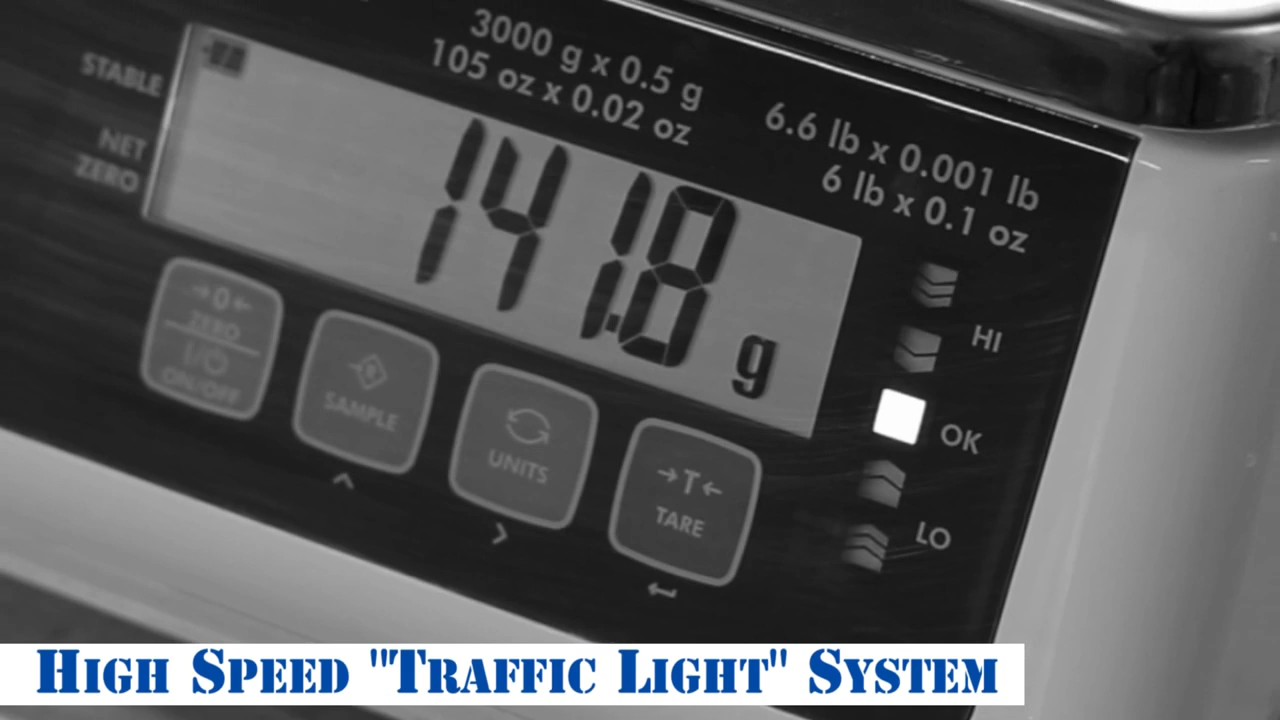 3000 g x 0.5 g
105 oz x 0.02 oz
6.6 lb x 0.001 lb
6 lb x 0.1 oz
STABLE
NET
ZERO
141.8 g
HI
OK
LO
→0←
ZERO
I/⏻
ON/OFF
SAMPLE
UNITS
→T←
TARE
HIGH SPEED "TRAFFIC LIGHT" SYSTEM